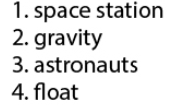 1. space station
2. gravity
3. astronauts
4. float